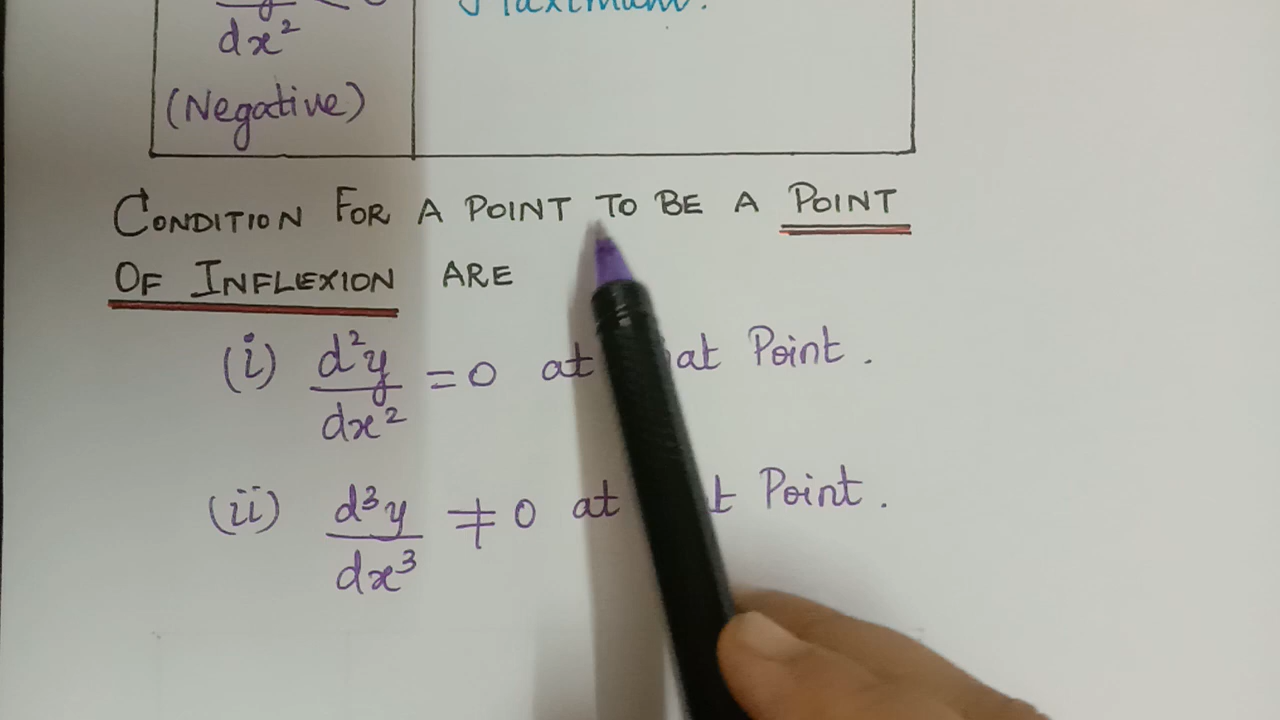 dx²
(Negative)
CONDITION FOR A POINT TO BE A POINT
OF INFLEXION ARE
(i) d²y/dx² = 0 at at Point.
(ii) d³y/dx³ ≠ 0 at t Point.